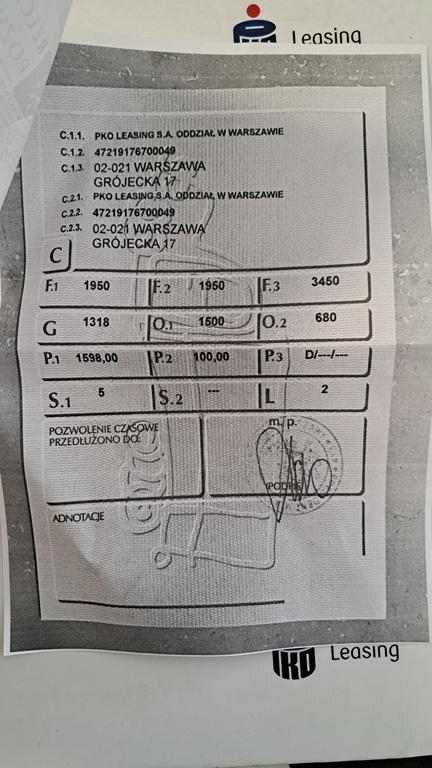 Leasing
C.1.1. PKO LEASING S.A. ODDZIAŁ W WARSZAWIE
C.1.2. 47219176700049
C.1.3. 02-021 WARSZAWA
GRÓJECKA 17
C.2.1. PKO LEASING S.A. ODDZIAŁ W WARSZAWIE
C.2.2. 47219176700049
C.2.3. 02-021 WARSZAWA
GRÓJECKA 17
C
F.1 1950 F.2 1950 F.3 3450
G 1318 O.1 1500 O.2 680
P.1 1598,00 P.2 100,00 P.3 D/---/---
S.1 5 S.2 --- L 2
POZWOLENIE CZASOWE m. p.
PRZEDŁUŻONO DO:
PODPIS
ADNOTACJE
Leasing